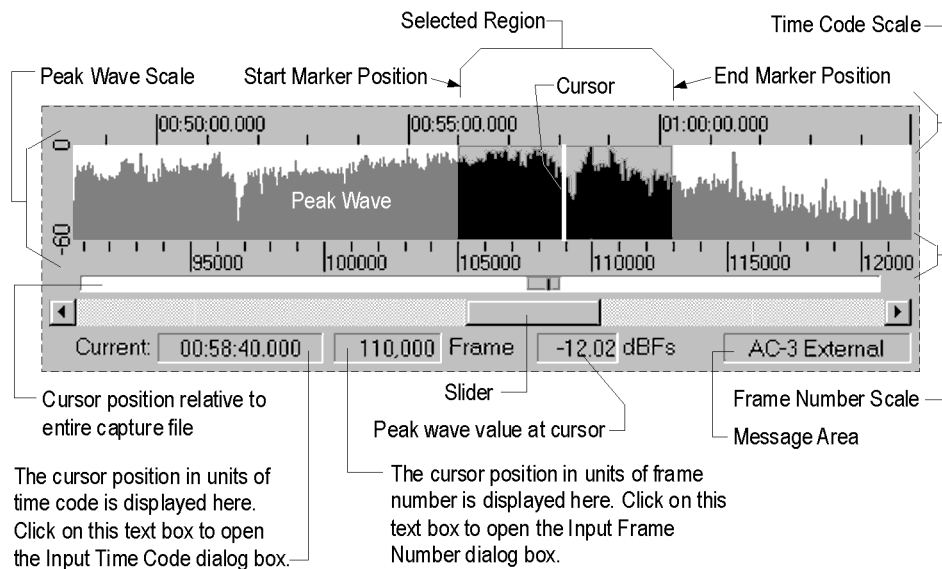 Selected Region
Time Code Scale
Peak Wave Scale
Start Marker Position
End Marker Position
Cursor
00:50:00.000
00:55:00.000
01:00:00.000
0
Peak Wave
-60
95000
100000
105000
110000
115000
12000
Current:
00:58:40.000
110,000
Frame
-12.02
dBFs
AC-3 External
Cursor position relative to
entire capture file
Slider
Frame Number Scale
Peak wave value at cursor
Message Area
The cursor position in units of
time code is displayed here.
Click on this text box to open
the Input Time Code dialog box.
The cursor position in units of frame
number is displayed here. Click on this
text box to open the Input Frame
Number dialog box.